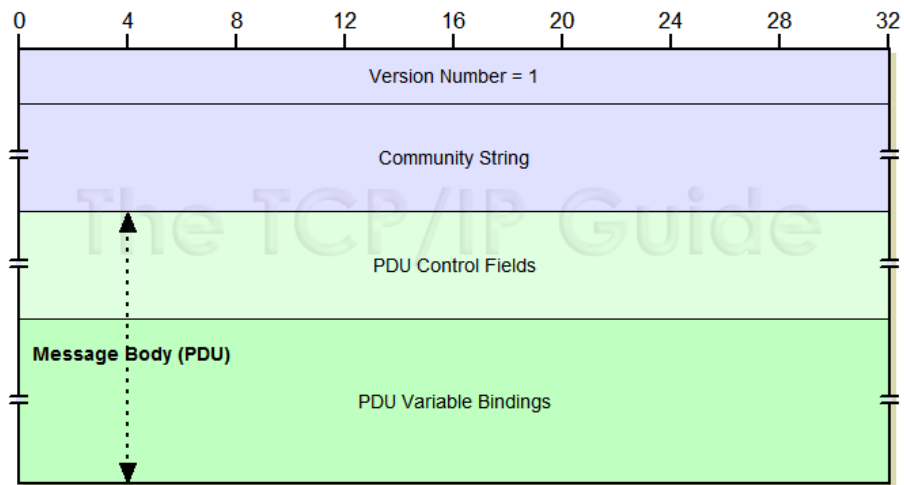 0 4 8 12 16 20 24 28 32
Version Number = 1
Community String
The TCP/IP Guide
PDU Control Fields
Message Body (PDU)
PDU Variable Bindings